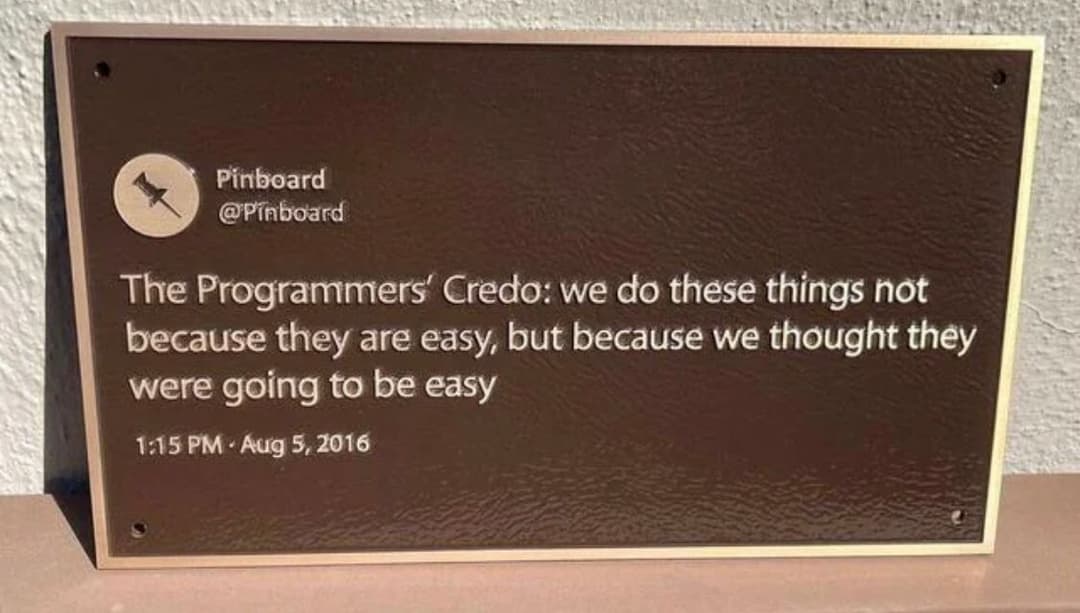 Pinboard
@Pinboard
The Programmers' Credo: we do these things not
because they are easy, but because we thought they
were going to be easy
1:15 PM · Aug 5, 2016